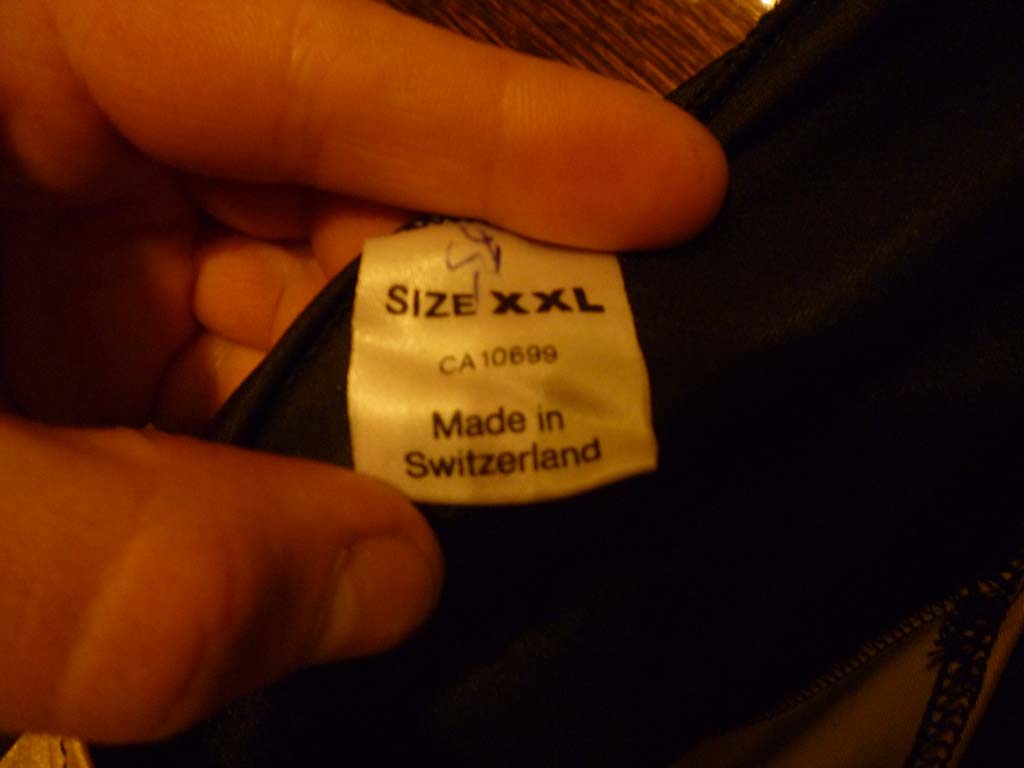 SIZE XXL
CA 10699
Made in
Switzerland